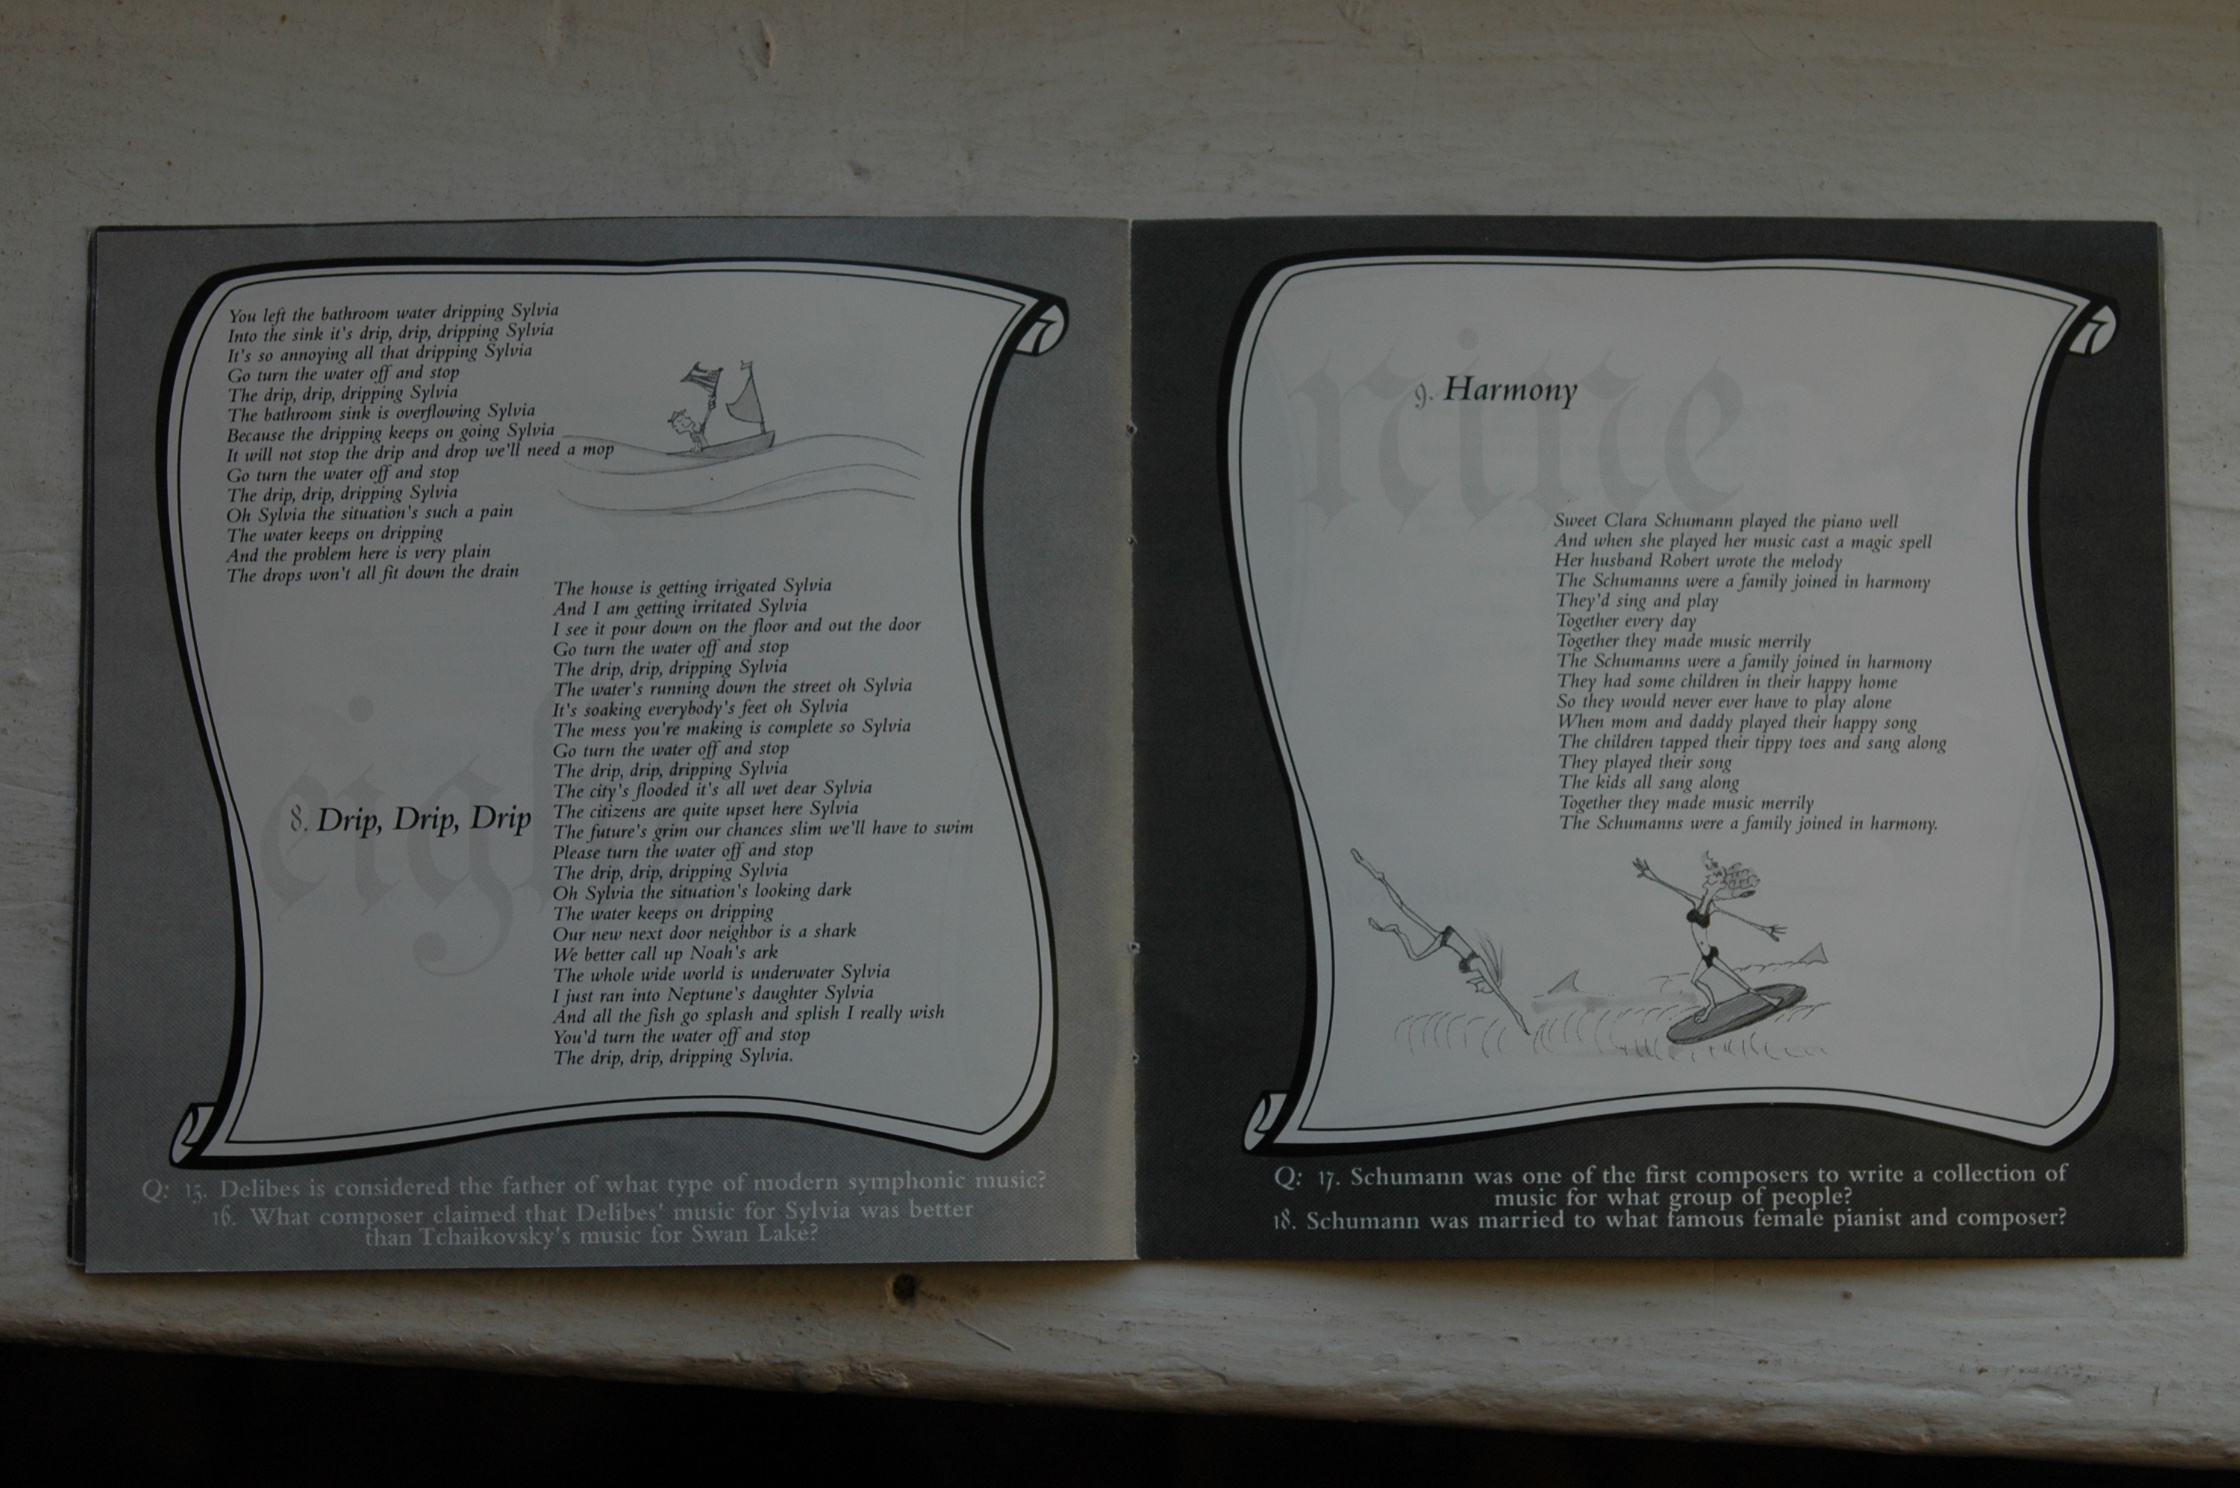 You left the bathroom water dripping Sylvia
Into the sink it's drip, drip, dripping Sylvia
It's so annoying all that dripping Sylvia
Go turn the water off and stop
The drip, drip, dripping Sylvia
The bathroom sink is overflowing Sylvia
Because the dripping keeps on going Sylvia
It will not stop the drip and drop we'll need a mop
Go turn the water off and stop
The drip, drip, dripping Sylvia
Oh Sylvia the situation's such a pain
The water keeps on dripping
And the problem here is very plain
The drops won't all fit down the drain
eigh
8. Drip, Drip, Drip
The house is getting irrigated Sylvia
And I am getting irritated Sylvia
I see it pour down on the floor and out the door
Go turn the water off and stop
The drip, drip, dripping Sylvia
The water's running down the street oh Sylvia
It's soaking everybody's feet oh Sylvia
The mess you're making is complete so Sylvia
Go turn the water off and stop
The drip, drip, dripping Sylvia
The city's flooded it's all wet dear Sylvia
The citizens are quite upset here Sylvia
The future's grim our chances slim we'll have to swim
Please turn the water off and stop
The drip, drip, dripping Sylvia
Oh Sylvia the situation's looking dark
The water keeps on dripping
Our new next door neighbor is a shark
We better call up Noah's ark
The whole wide world is underwater Sylvia
I just ran into Neptune's daughter Sylvia
And all the fish go splash and splish I really wish
You'd turn the water off and stop
The drip, drip, dripping Sylvia.
Q: 15. Delibes is considered the father of what type of modern symphonic music?
16. What composer claimed that Delibes' music for Sylvia was better
than Tchaikovsky's music for Swan Lake?
nine
9. Harmony
Sweet Clara Schumann played the piano well
And when she played her music cast a magic spell
Her husband Robert wrote the melody
The Schumanns were a family joined in harmony
They'd sing and play
Together every day
Together they made music merrily
The Schumanns were a family joined in harmony
They had some children in their happy home
So they would never ever have to play alone
When mom and daddy played their happy song
The children tapped their tippy toes and sang along
They played their song
The kids all sang along
Together they made music merrily
The Schumanns were a family joined in harmony.
Q: 17. Schumann was one of the first composers to write a collection of
music for what group of people?
18. Schumann was married to what famous female pianist and composer?